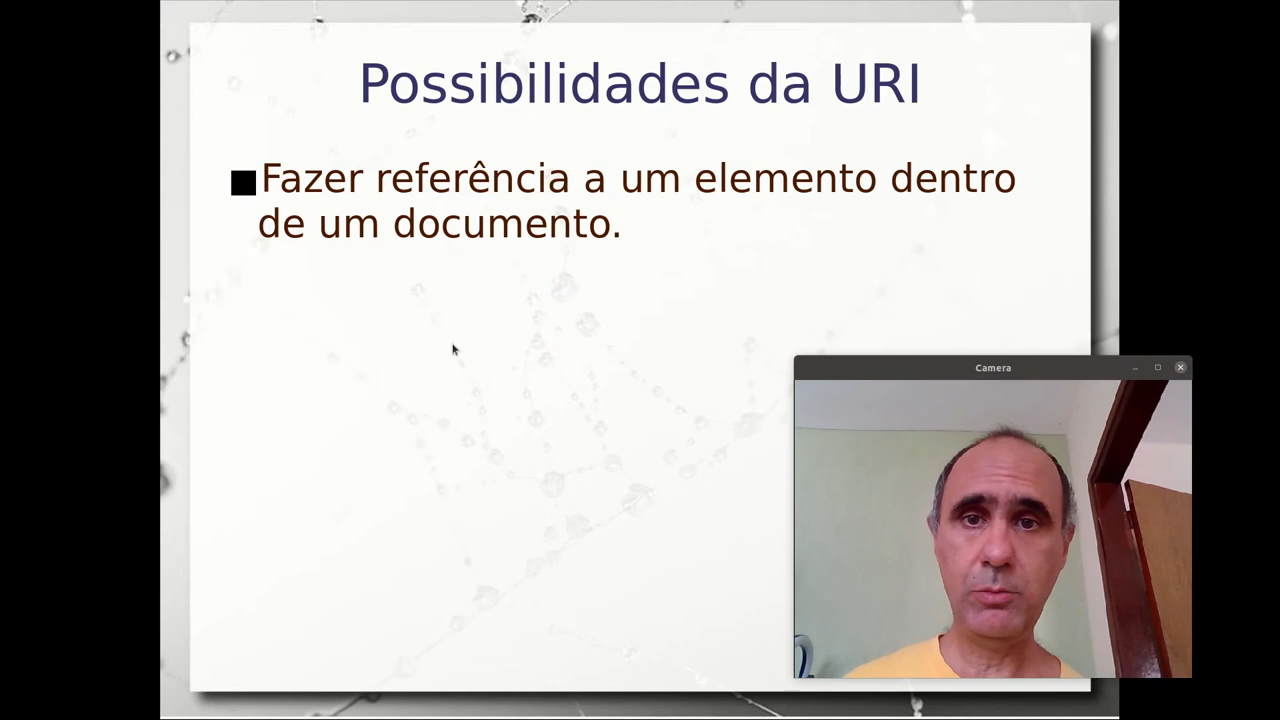 Possibilidades da URI
Fazer referência a um elemento dentro
de um documento.
Camera